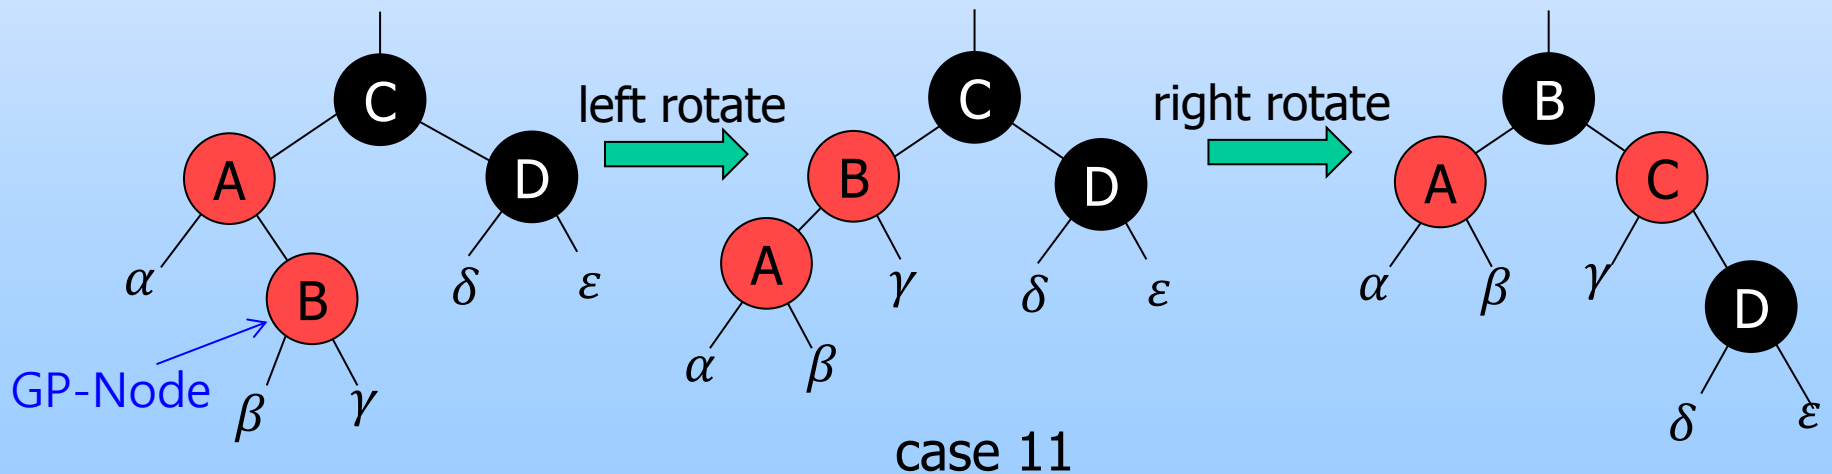 C
left rotate
A
D
α
B
δ
ε
GP-Node
β
γ
C
right rotate
B
D
A
γ
δ
ε
α
β
B
A
C
α
β
γ
D
δ
ε
case 11